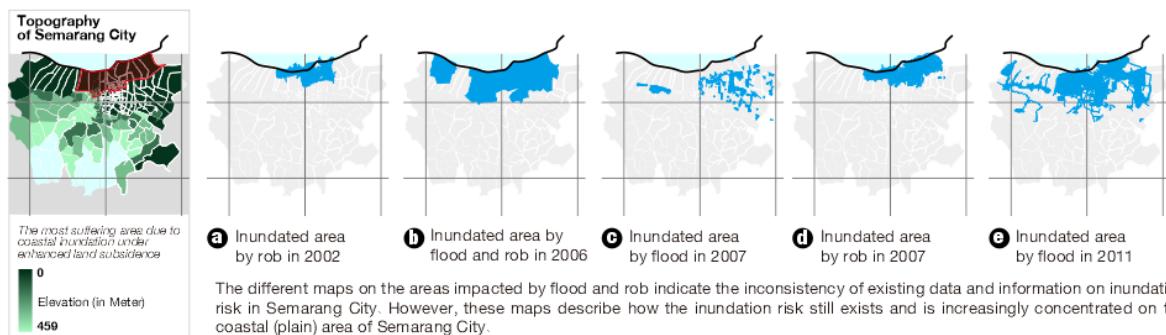 Topography
of Semarang City
The most suffering area due to
coastal inundation under
enhanced land subsidence
0
Elevation (in Meter)
459
a Inundated area
by rob in 2002
b Inundated area by
flood and rob in 2006
c Inundated area
by flood in 2007
d Inundated area
by rob in 2007
e Inundated area
by flood in 2011
The different maps on the areas impacted by flood and rob indicate the inconsistency of existing data and information on inundati
risk in Semarang City. However, these maps describe how the inundation risk still exists and is increasingly concentrated on t
coastal (plain) area of Semarang City.